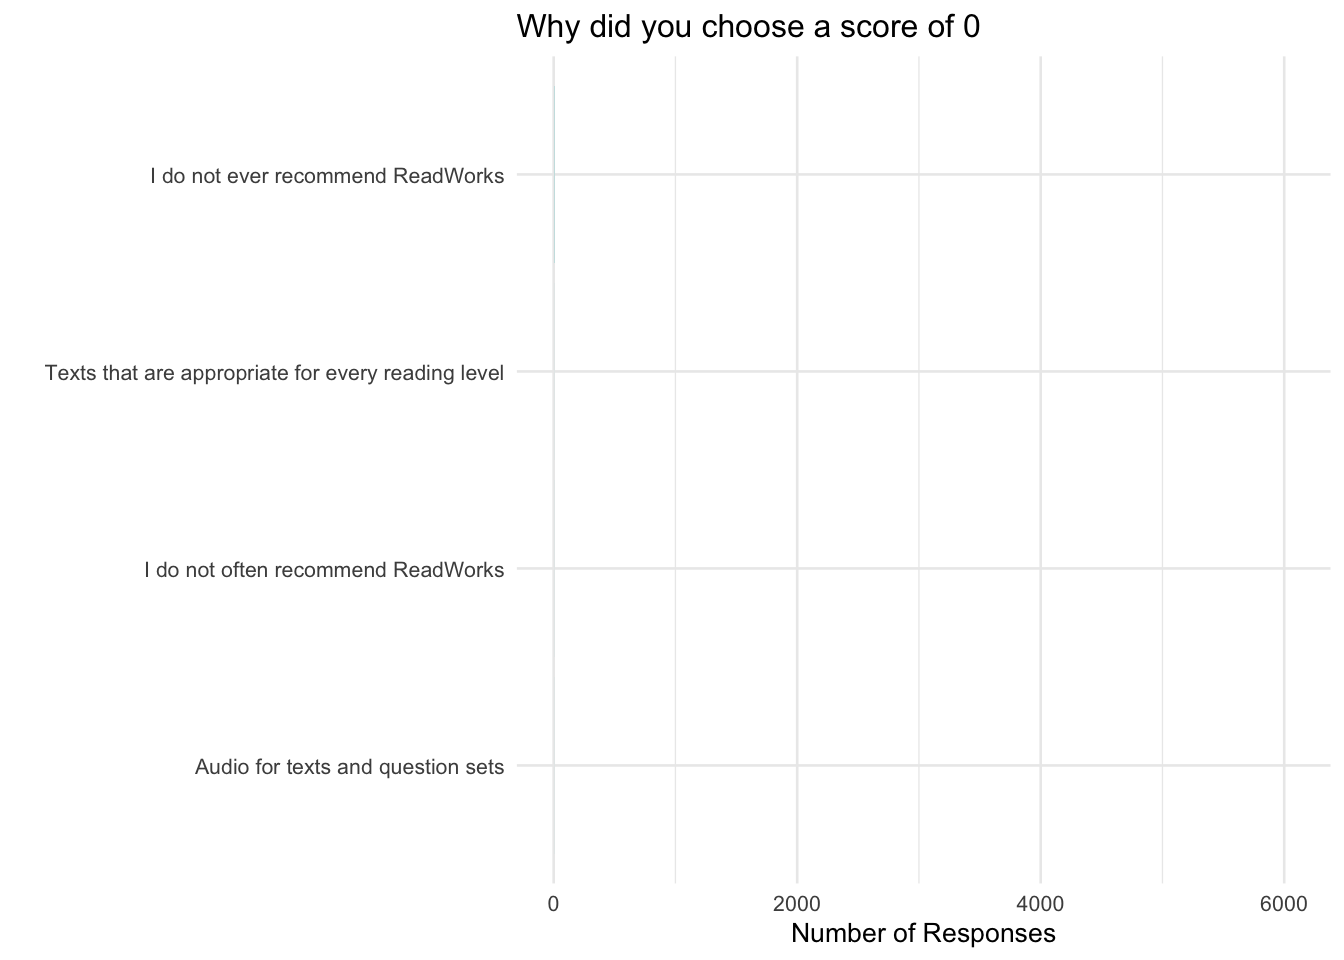 Why did you choose a score of 0
I do not ever recommend ReadWorks
Texts that are appropriate for every reading level
I do not often recommend ReadWorks
Audio for texts and question sets
0 2000 4000 6000
Number of Responses